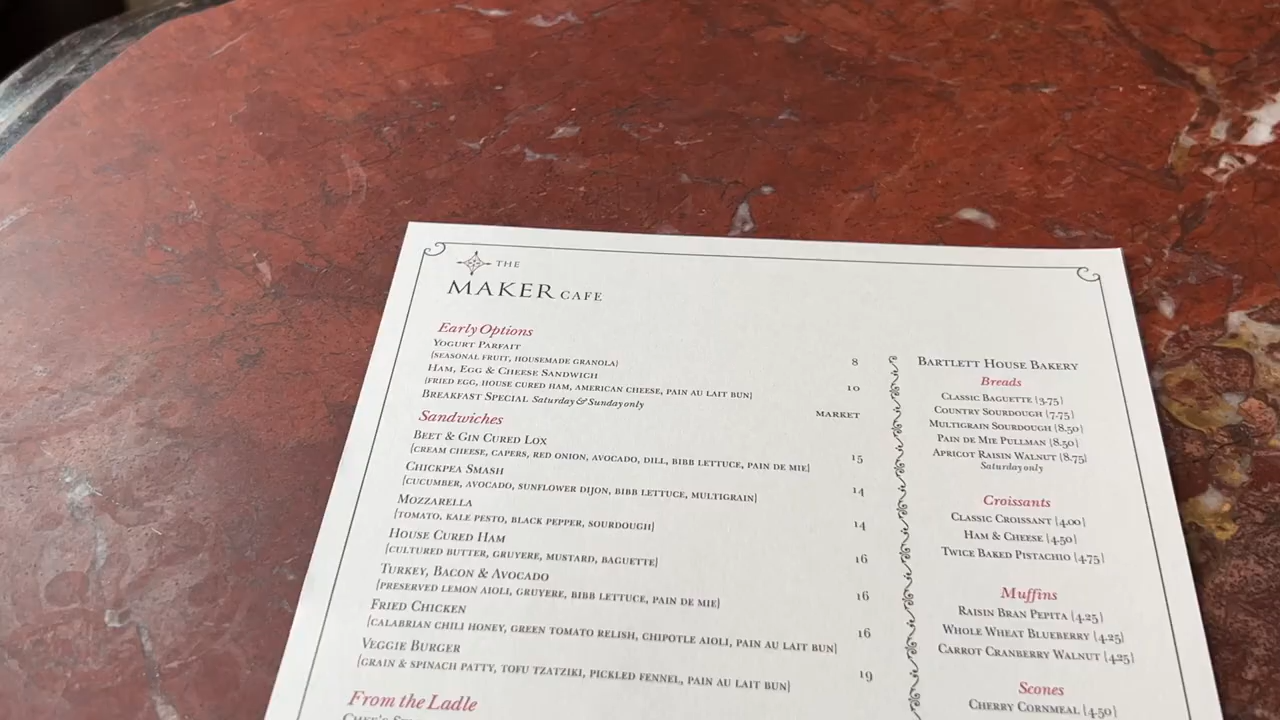 THE
MAKER CAFE
Early Options
YOGURT PARFAIT 8
{SEASONAL FRUIT, HOUSEMADE GRANOLA}
HAM, EGG & CHEESE SANDWICH 10
{FRIED EGG, HOUSE CURED HAM, AMERICAN CHEESE, PAIN AU LAIT BUN}
BREAKFAST SPECIAL Saturday & Sunday only MARKET
Sandwiches
BEET & GIN CURED LOX 15
{CREAM CHEESE, CAPERS, RED ONION, AVOCADO, DILL, BIBB LETTUCE, PAIN DE MIE}
CHICKPEA SMASH 14
{CUCUMBER, AVOCADO, SUNFLOWER DIJON, BIBB LETTUCE, MULTIGRAIN}
MOZZARELLA 14
{TOMATO, KALE PESTO, BLACK PEPPER, SOURDOUGH}
HOUSE CURED HAM 16
{CULTURED BUTTER, GRUYERE, MUSTARD, BAGUETTE}
TURKEY, BACON & AVOCADO 16
{PRESERVED LEMON AIOLI, GRUYERE, BIBB LETTUCE, PAIN DE MIE}
FRIED CHICKEN 16
{CALABRIAN CHILI HONEY, GREEN TOMATO RELISH, CHIPOTLE AIOLI, PAIN AU LAIT BUN}
VEGGIE BURGER 19
{GRAIN & SPINACH PATTY, TOFU TZATZIKI, PICKLED FENNEL, PAIN AU LAIT BUN}
From the Ladle
CHEF'S
BARTLETT HOUSE BAKERY
Breads
CLASSIC BAGUETTE {3.75}
COUNTRY SOURDOUGH {7.75}
MULTIGRAIN SOURDOUGH {8.50}
PAIN DE MIE PULLMAN {8.50}
APRICOT RAISIN WALNUT {8.75}
Saturday only
Croissants
CLASSIC CROISSANT {4.00}
HAM & CHEESE {4.50}
TWICE BAKED PISTACHIO {4.75}
Muffins
RAISIN BRAN PEPITA {4.25}
WHOLE WHEAT BLUEBERRY {4.25}
CARROT CRANBERRY WALNUT {4.25}
Scones
CHERRY CORNMEAL {4.50}